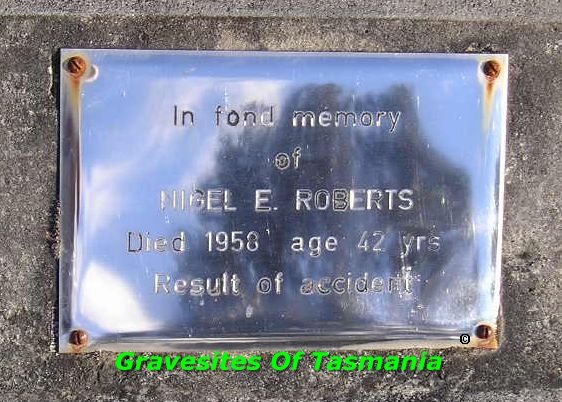 In fond memory
of
NIGEL E. ROBERTS
Died 1958 age 42 yrs
Result of accident
©
Gravesites Of Tasmania